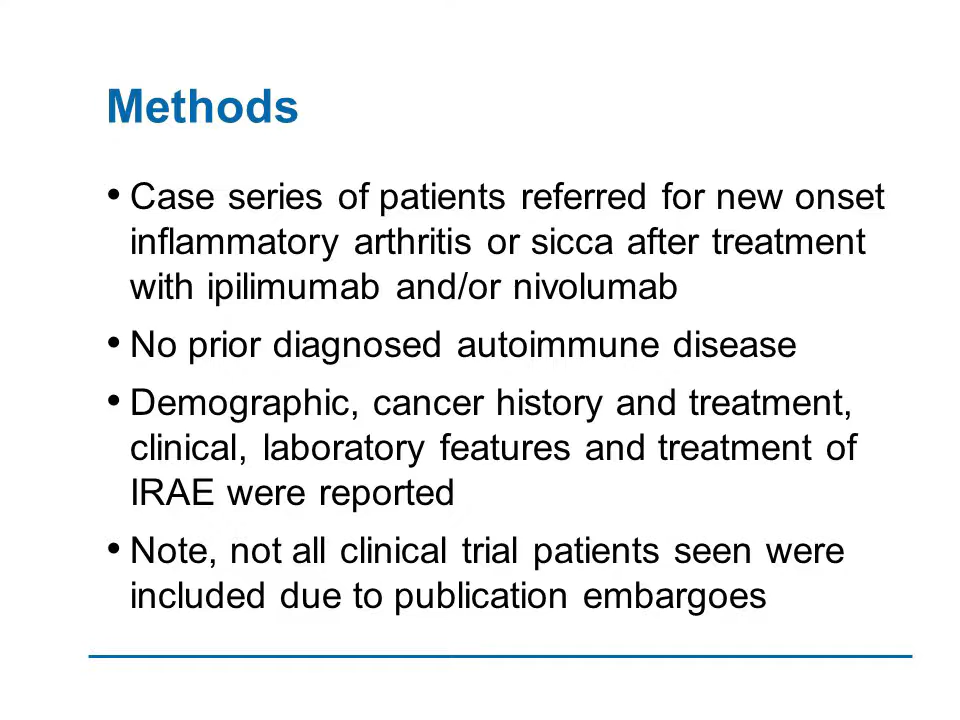 Methods
• Case series of patients referred for new onset
inflammatory arthritis or sicca after treatment
with ipilimumab and/or nivolumab
• No prior diagnosed autoimmune disease
• Demographic, cancer history and treatment,
clinical, laboratory features and treatment of
IRAE were reported
• Note, not all clinical trial patients seen were
included due to publication embargoes